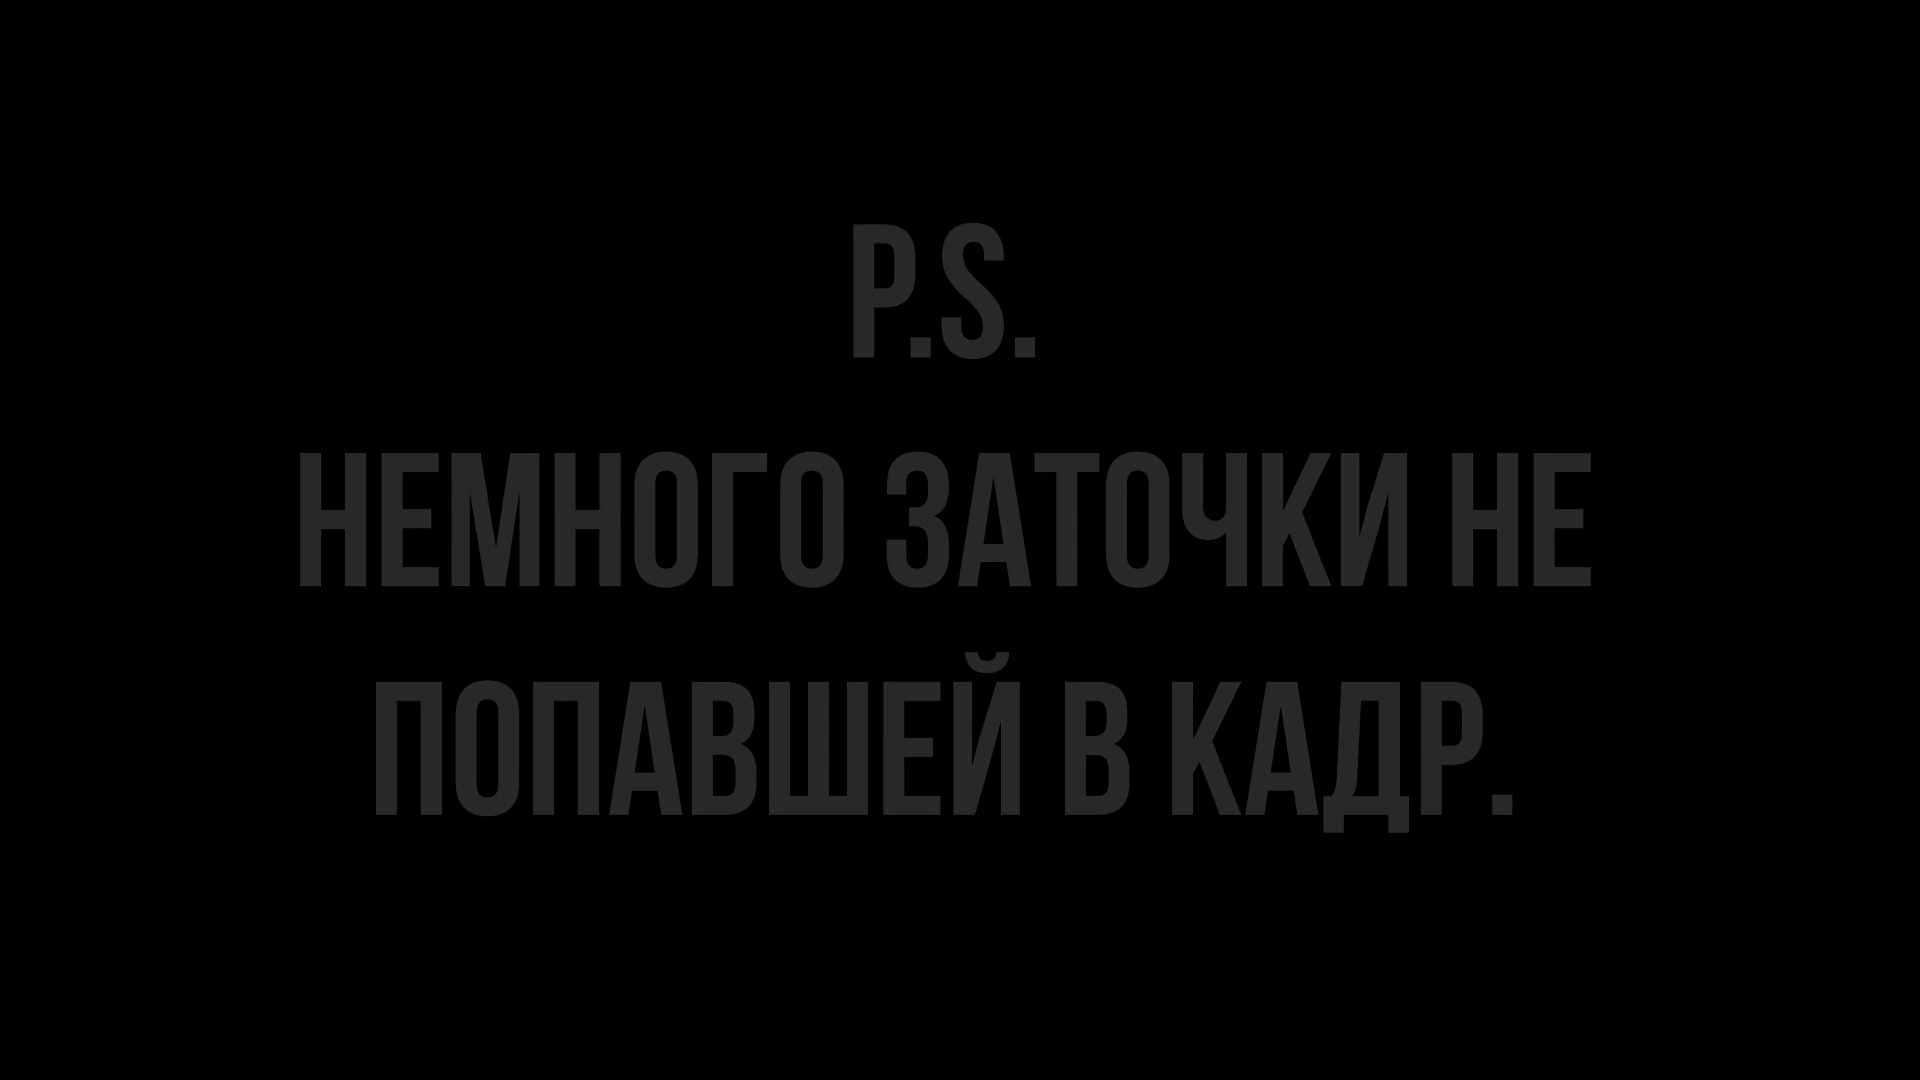 P.S.
НЕМНОГО ЗАТОЧКИ НЕ
ПОПАВШЕЙ В КАДР.